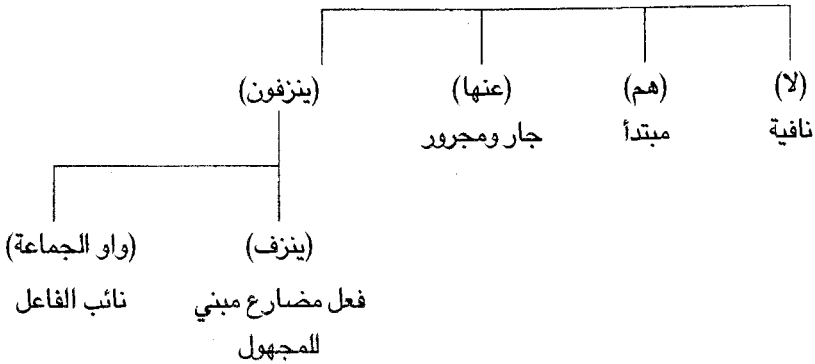 (لا) (هم) (عنها) (ينزفون)
نافية مبتدأ جار ومجرور
(ينزف) (واو الجماعة)
فعل مضارع مبني نائب الفاعل
للمجهول